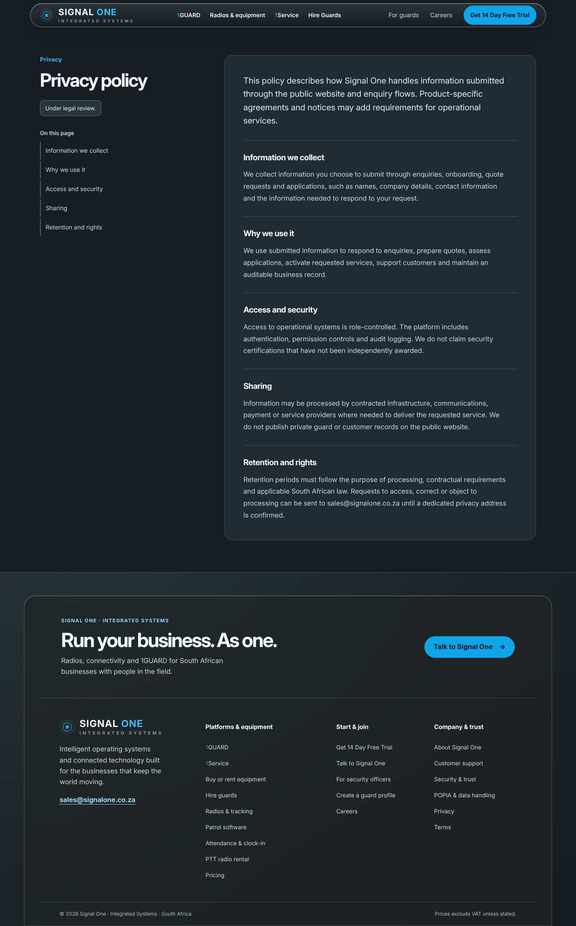 SIGNAL ONE
INTEGRATED SYSTEMS
1GUARD
Radios & equipment
1Service
Hire Guards
For guards
Careers
Get 14 Day Free Trial
Privacy
Privacy policy
Under legal review.
On this page
Information we collect
Why we use it
Access and security
Sharing
Retention and rights
This policy describes how Signal One handles information submitted
through the public website and enquiry flows. Product-specific
agreements and notices may add requirements for operational
services.
Information we collect
We collect information you choose to submit through enquiries, onboarding, quote
requests and applications, such as names, company details, contact information
and the information needed to respond to your request.
Why we use it
We use submitted information to respond to enquiries, prepare quotes, assess
applications, activate requested services, support customers and maintain an
auditable business record.
Access and security
Access to operational systems is role-controlled. The platform includes
authentication, permission controls and audit logging. We do not claim security
certifications that have not been independently awarded.
Sharing
Information may be processed by contracted infrastructure, communications,
payment or service providers where needed to deliver the requested service. We
do not publish private guard or customer records on the public website.
Retention and rights
Retention periods must follow the purpose of processing, contractual requirements
and applicable South African law. Requests to access, correct or object to
processing can be sent to sales@signalone.co.za until a dedicated privacy address
is confirmed.
SIGNAL ONE · INTEGRATED SYSTEMS
Run your business. As one.
Radios, connectivity and 1GUARD for South African
businesses with people in the field.
Talk to Signal One →
SIGNAL ONE
INTEGRATED SYSTEMS
Intelligent operating systems
and connected technology built
for the businesses that keep the
world moving.
sales@signalone.co.za
Platforms & equipment
1GUARD
1Service
Buy or rent equipment
Hire guards
Radios & tracking
Patrol software
Attendance & clock-in
PTT radio rental
Pricing
Start & join
Get 14 Day Free Trial
Talk to Signal One
For security officers
Create a guard profile
Careers
Company & trust
About Signal One
Customer support
Security & trust
POPIA & data handling
Privacy
Terms
© 2026 Signal One · Integrated Systems · South Africa
Prices exclude VAT unless stated.